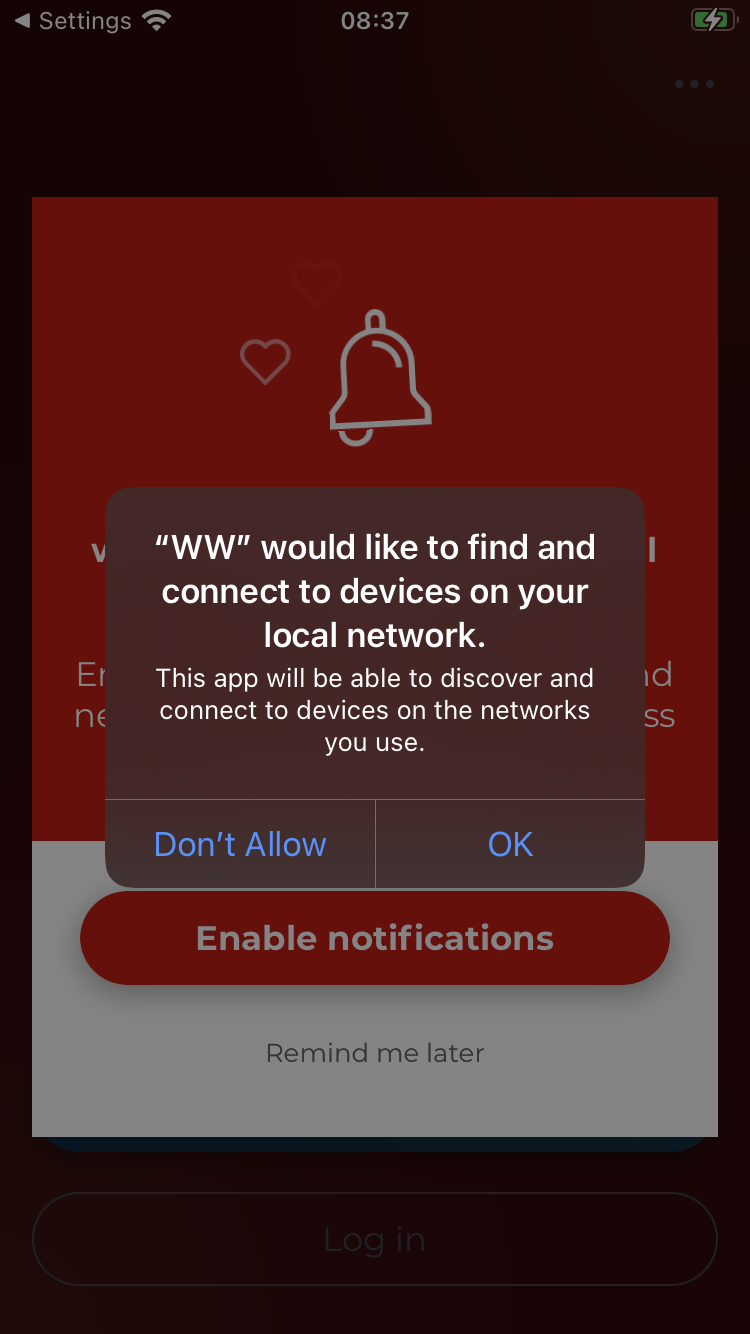 Settings
08:37
“WW” would like to find and
connect to devices on your
local network.
This app will be able to discover and
connect to devices on the networks
you use.
Don’t Allow
OK
Enable notifications
Remind me later
Log in